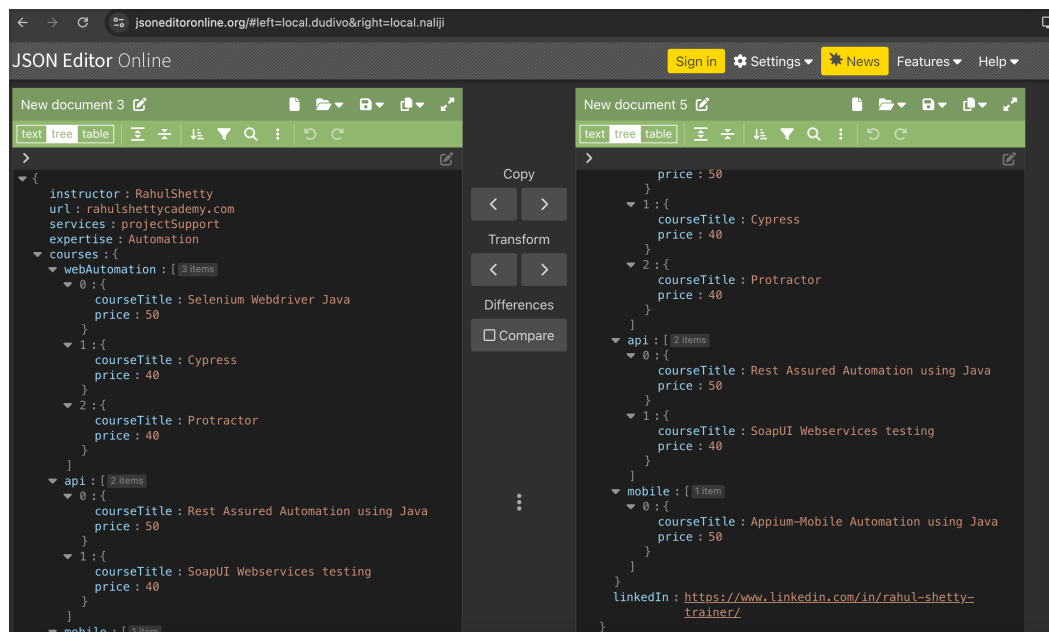 jsoneditoronline.org/#left=local.dudivo&right=local.naliji
JSON Editor Online
Sign in
Settings
News
Features
Help
New document 3
text tree table
{
instructor : RahulShetty
url : rahulshettycademy.com
services : projectSupport
expertise : Automation
courses : {
webAutomation : [ 3 items
0 : {
courseTitle : Selenium Webdriver Java
price : 50
}
1 : {
courseTitle : Cypress
price : 40
}
2 : {
courseTitle : Protractor
price : 40
}
]
api : [ 2 items
0 : {
courseTitle : Rest Assured Automation using Java
price : 50
}
1 : {
courseTitle : SoapUI Webservices testing
price : 40
}
]
mobile : [ 1 item
Copy
Transform
Differences
Compare
New document 5
text tree table
price : 50
}
1 : {
courseTitle : Cypress
price : 40
}
2 : {
courseTitle : Protractor
price : 40
}
]
api : [ 2 items
0 : {
courseTitle : Rest Assured Automation using Java
price : 50
}
1 : {
courseTitle : SoapUI Webservices testing
price : 40
}
]
mobile : [ 1 item
0 : {
courseTitle : Appium-Mobile Automation using Java
price : 50
}
]
}
linkedIn : https://www.linkedin.com/in/rahul-shetty-
trainer/
}